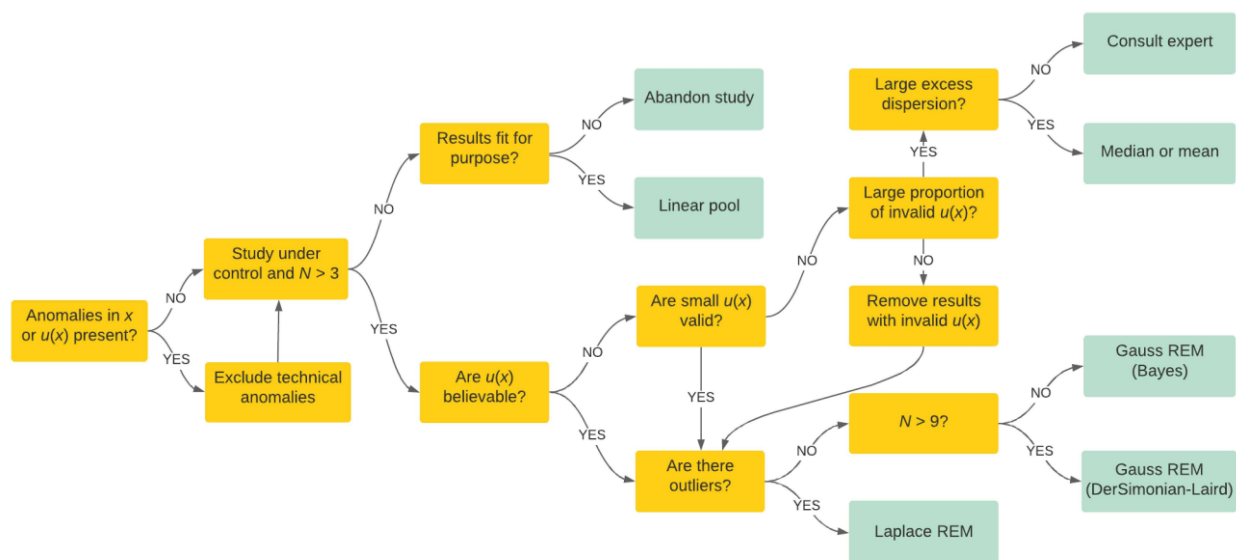 Consult expert
NO
Large excess
dispersion?
Abandon study
NO
YES
Results fit for
purpose?
Median or mean
YES
YES
Linear pool
Large proportion
of invalid u(x)?
NO
Study under
control and N > 3
NO
NO
NO
Anomalies in x
or u(x) present?
YES
Exclude technical
anomalies
YES
Are u(x)
believable?
Are small u(x)
valid?
NO
YES
YES
Remove results
with invalid u(x)
Are there
outliers?
NO
YES
N > 9?
NO
YES
Gauss REM
(Bayes)
Gauss REM
(DerSimonian-Laird)
Laplace REM